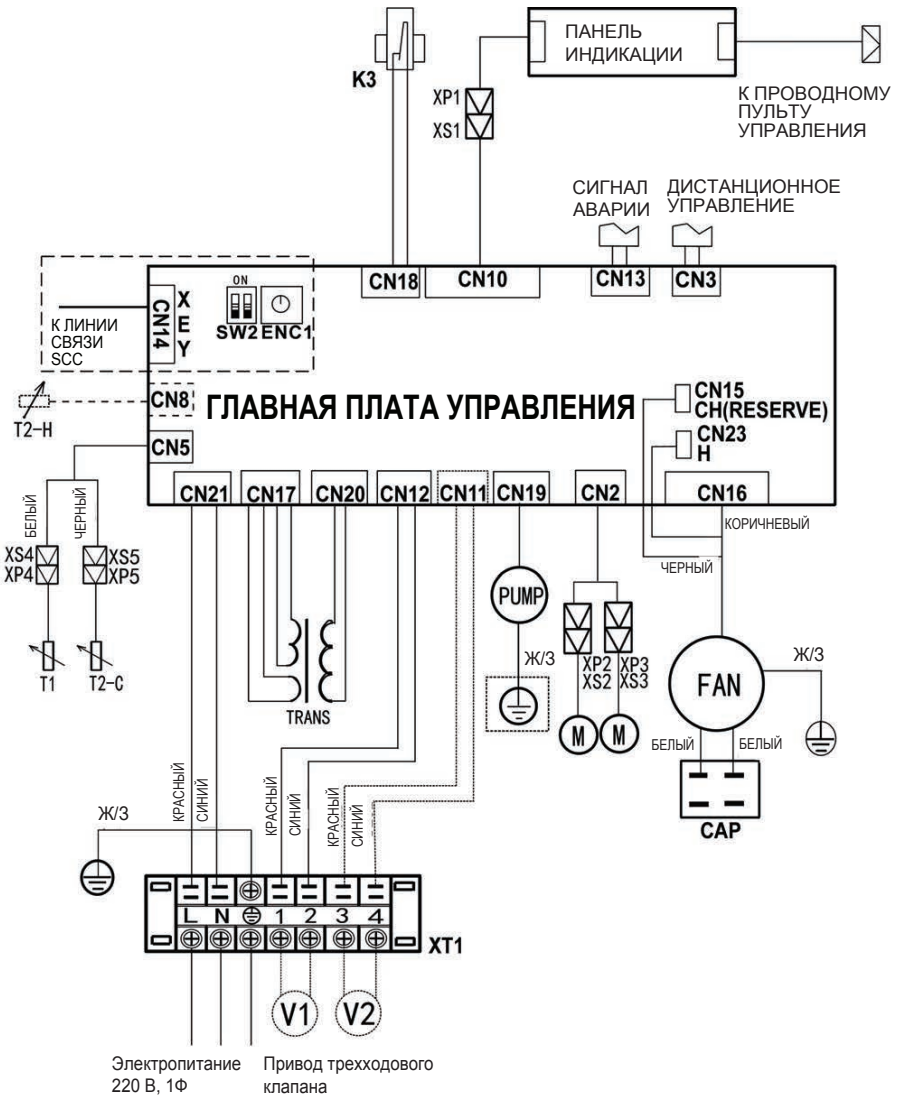 ПАНЕЛЬ
ИНДИКАЦИИ
K3
XP1
XS1
К ПРОВОДНОМУ
ПУЛЬТУ
УПРАВЛЕНИЯ
СИГНАЛ
АВАРИИ
ДИСТАНЦИОННОЕ
УПРАВЛЕНИЕ
CN18
CN10
CN13
CN3
ON
SW2
ENC1
CN14
X
E
Y
К ЛИНИИ
СВЯЗИ
SCC
T2-H
CN8
ГЛАВНАЯ ПЛАТА УПРАВЛЕНИЯ
CN15
CH(RESERVE)
CN23
H
CN5
CN21
CN17
CN20
CN12
CN11
CN19
CN2
CN16
БЕЛЫЙ
ЧЕРНЫЙ
КОРИЧНЕВЫЙ
ЧЕРНЫЙ
XS4
XP4
XS5
XP5
T1
T2-C
TRANS
PUMP
Ж/З
XP2
XS2
XP3
XS3
M
M
FAN
Ж/З
БЕЛЫЙ
БЕЛЫЙ
CAP
КРАСНЫЙ
СИНИЙ
КРАСНЫЙ
СИНИЙ
КРАСНЫЙ
СИНИЙ
Ж/З
L N 1 2 3 4
XT1
V1
V2
Электропитание
220 В, 1Ф
Привод трехходового
клапана